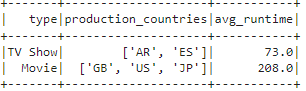 +-------+--------------------+-----------+
|   type|production_countries|avg_runtime|
+-------+--------------------+-----------+
|TV Show|        ['AR', 'ES']|       73.0|
|  Movie|  ['GB', 'US', 'JP']|      208.0|
+-------+--------------------+-----------+